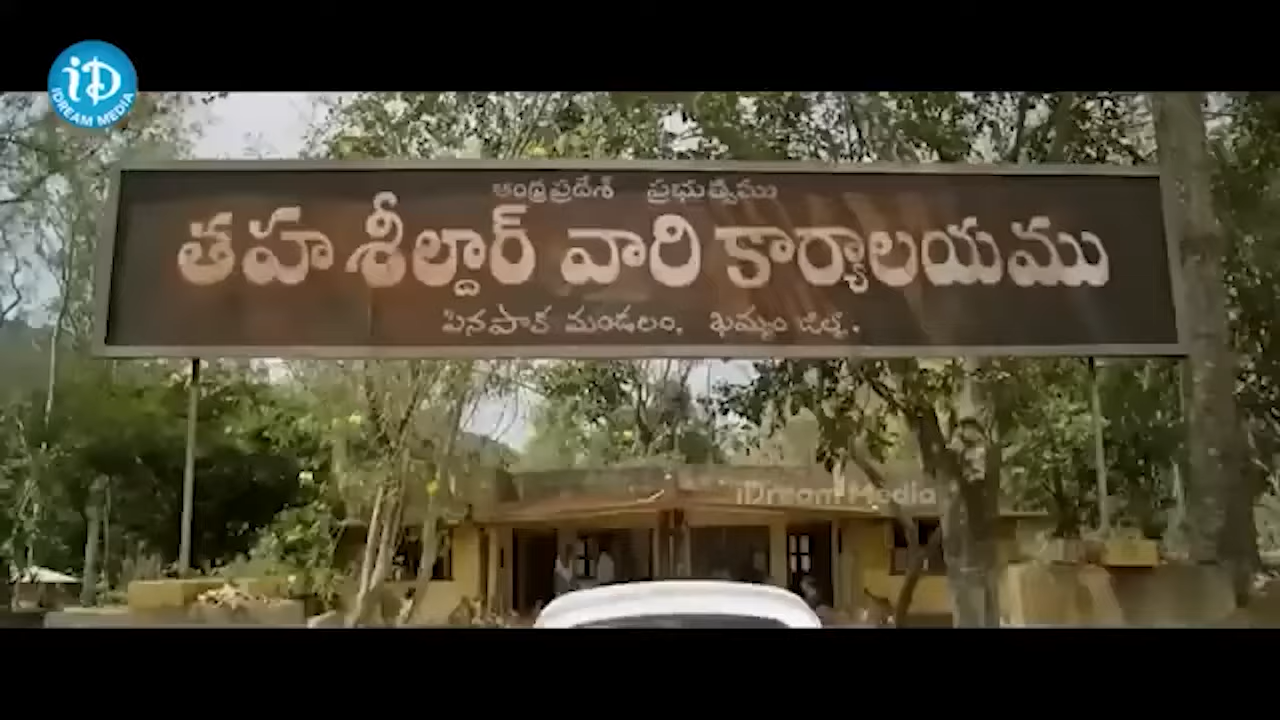 iD
IDREAM MEDIA
ఆంధ్రప్రదేశ్ ప్రభుత్వము
తహశీల్దార్ వారి కార్యాలయము
పినపాక మండలం, ఖమ్మం జిల్లా.
iDream Media